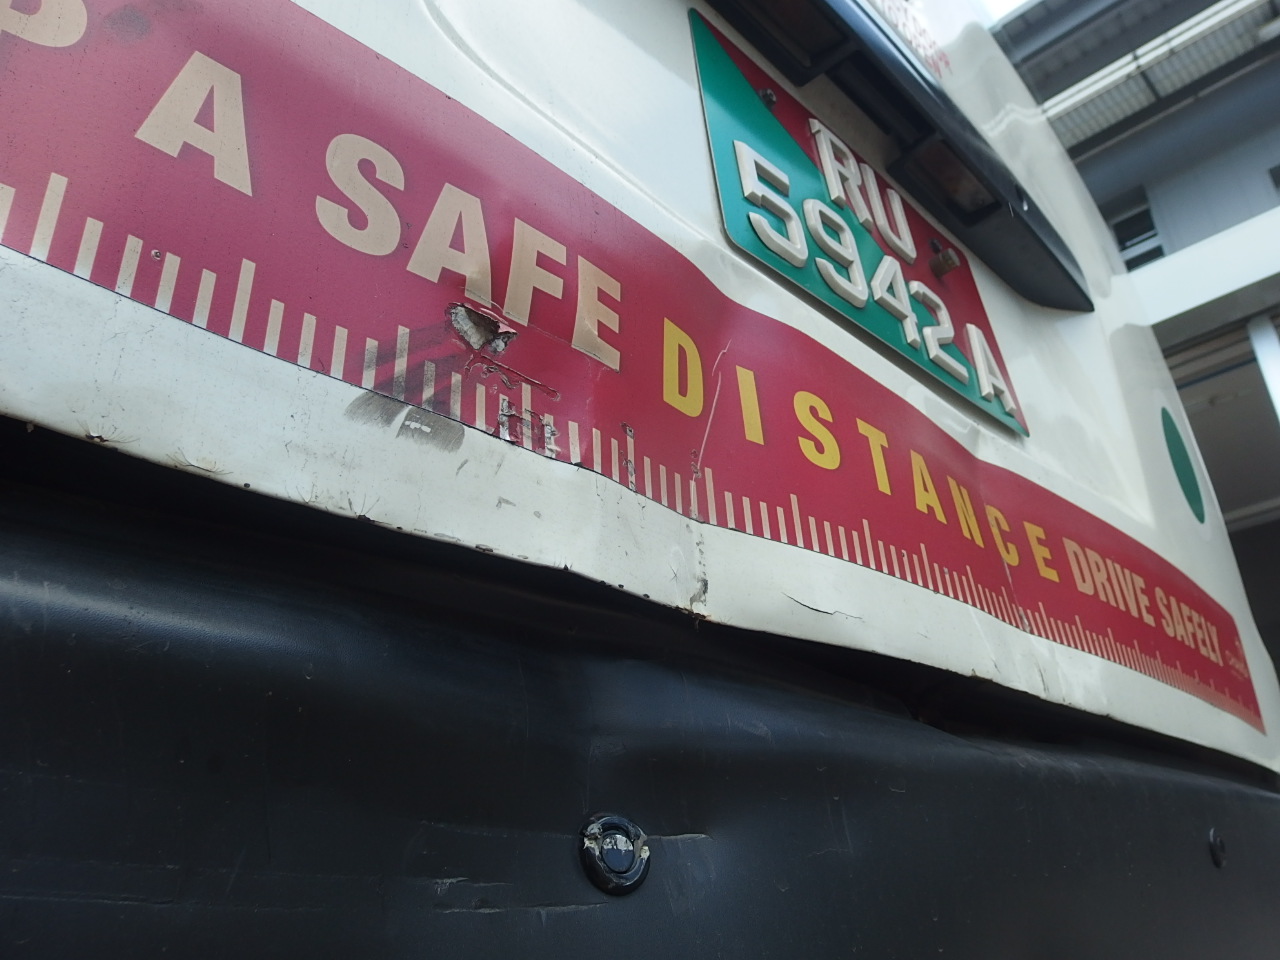 P A SAFE DISTANCE DRIVE SAFELY
RU
5942A